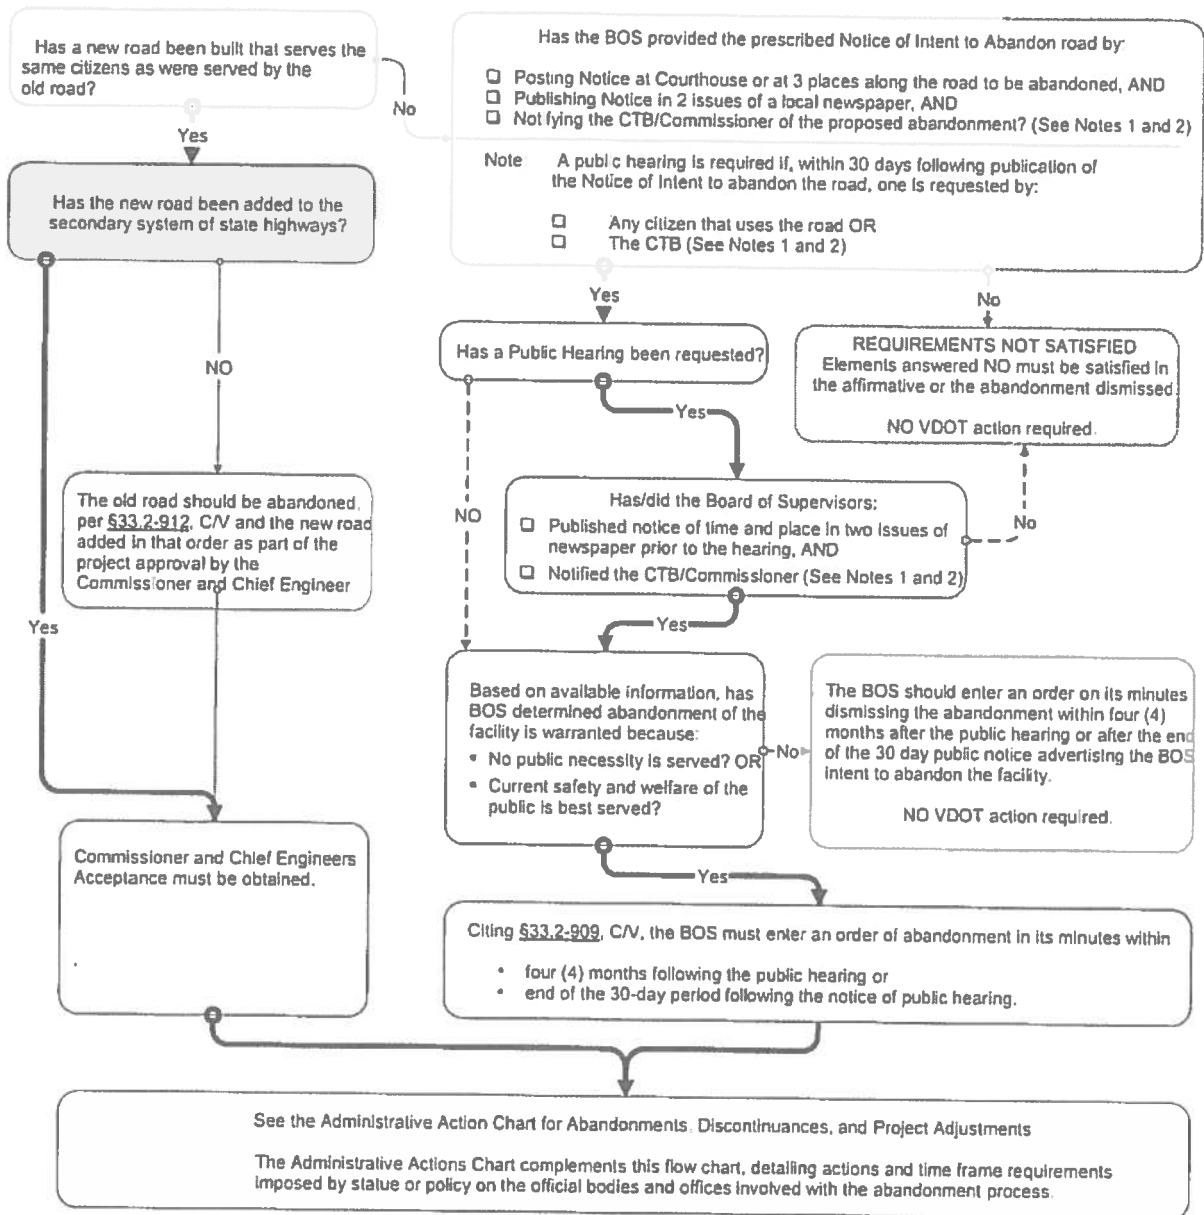 Has a new road been built that serves the
same citizens as were served by the
old road?
No
Yes
Has the BOS provided the prescribed Notice of Intent to Abandon road by:
Posting Notice at Courthouse or at 3 places along the road to be abandoned, AND
Publishing Notice in 2 issues of a local newspaper, AND
Not fying the CTB/Commissioner of the proposed abandonment? (See Notes 1 and 2)
Note A public hearing is required if, within 30 days following publication of
the Notice of Intent to abandon the road, one is requested by:
Any citizen that uses the road OR
The CTB (See Notes 1 and 2)
Has the new road been added to the
secondary system of state highways?
Yes
No
NO
Has a Public Hearing been requested?
REQUIREMENTS NOT SATISFIED
Elements answered NO must be satisfied in
the affirmative or the abandonment dismissed
NO VDOT action required.
Yes
The old road should be abandoned,
per §33.2-912, C/V and the new road
added in that order as part of the
project approval by the
Commissioner and Chief Engineer
NO
Has/did the Board of Supervisors:
Published notice of time and place in two issues of
newspaper prior to the hearing, AND
Notified the CTB/Commissioner (See Notes 1 and 2)
No
Yes
Yes
Based on available information, has
BOS determined abandonment of the
facility is warranted because:
• No public necessity is served? OR
• Current safety and welfare of the
public is best served?
No
The BOS should enter an order on its minutes
dismissing the abandonment within four (4)
months after the public hearing or after the end
of the 30 day public notice advertising the BOS
intent to abandon the facility.
NO VDOT action required.
Commissioner and Chief Engineers
Acceptance must be obtained.
Yes
Citing §33.2-909, C/V, the BOS must enter an order of abandonment in its minutes within
• four (4) months following the public hearing or
• end of the 30-day period following the notice of public hearing.
See the Administrative Action Chart for Abandonments, Discontinuances, and Project Adjustments
The Administrative Actions Chart complements this flow chart, detailing actions and time frame requirements
imposed by statue or policy on the official bodies and offices involved with the abandonment process.